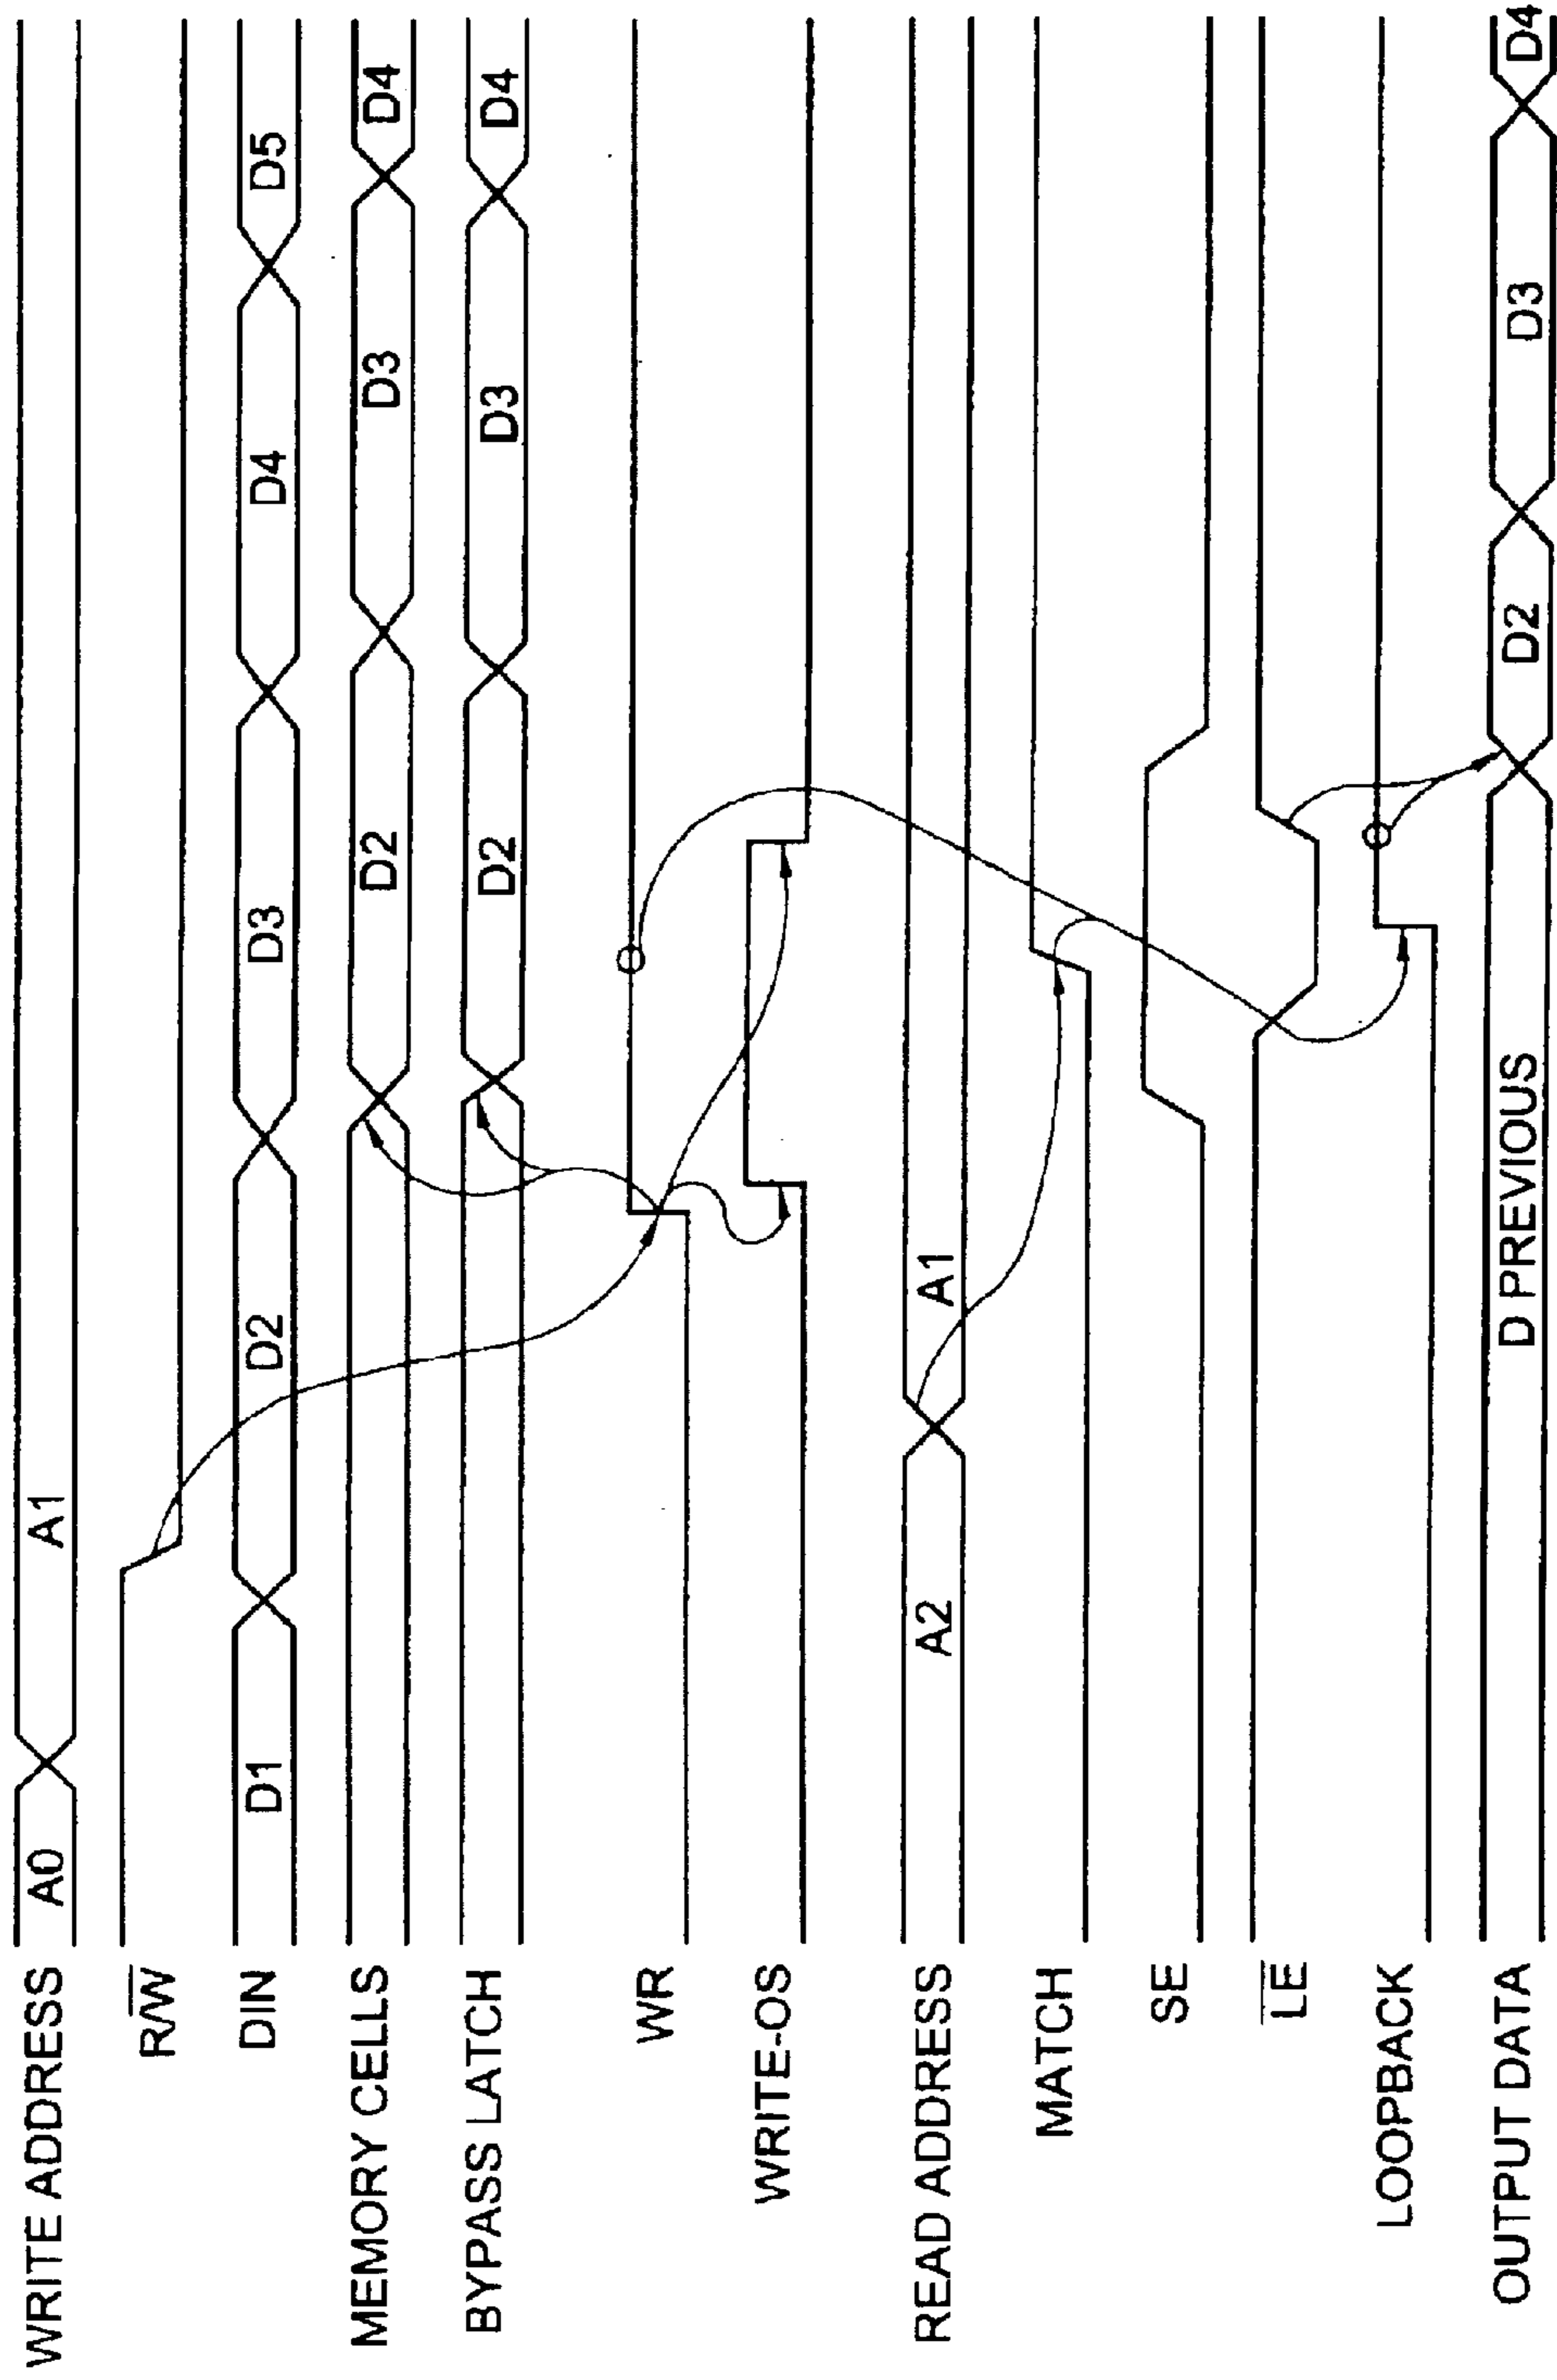 WRITE ADDRESS A0 A1
R/W̅
DIN D1 D2 D3 D4 D5
MEMORY CELLS D2 D3 D4
BYPASS LATCH D2 D3 D4
WR
WRITE-OS
READ ADDRESS A2 A1
MATCH
SE
L̅E̅
LOOPBACK
OUTPUT DATA D PREVIOUS D2 D3 D4